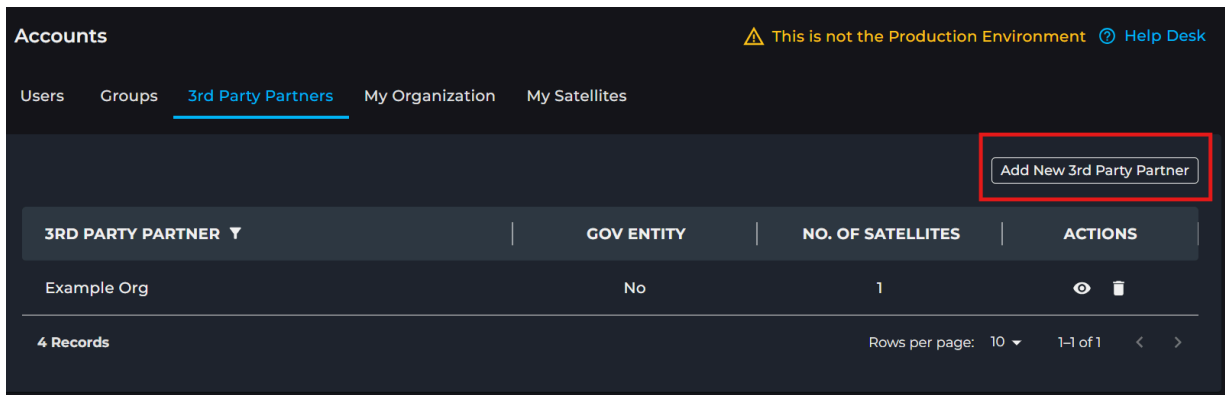 Accounts
This is not the Production Environment Help Desk
Users Groups 3rd Party Partners My Organization My Satellites
Add New 3rd Party Partner
3RD PARTY PARTNER GOV ENTITY NO. OF SATELLITES ACTIONS
Example Org No 1
4 Records Rows per page: 10 1–1 of 1